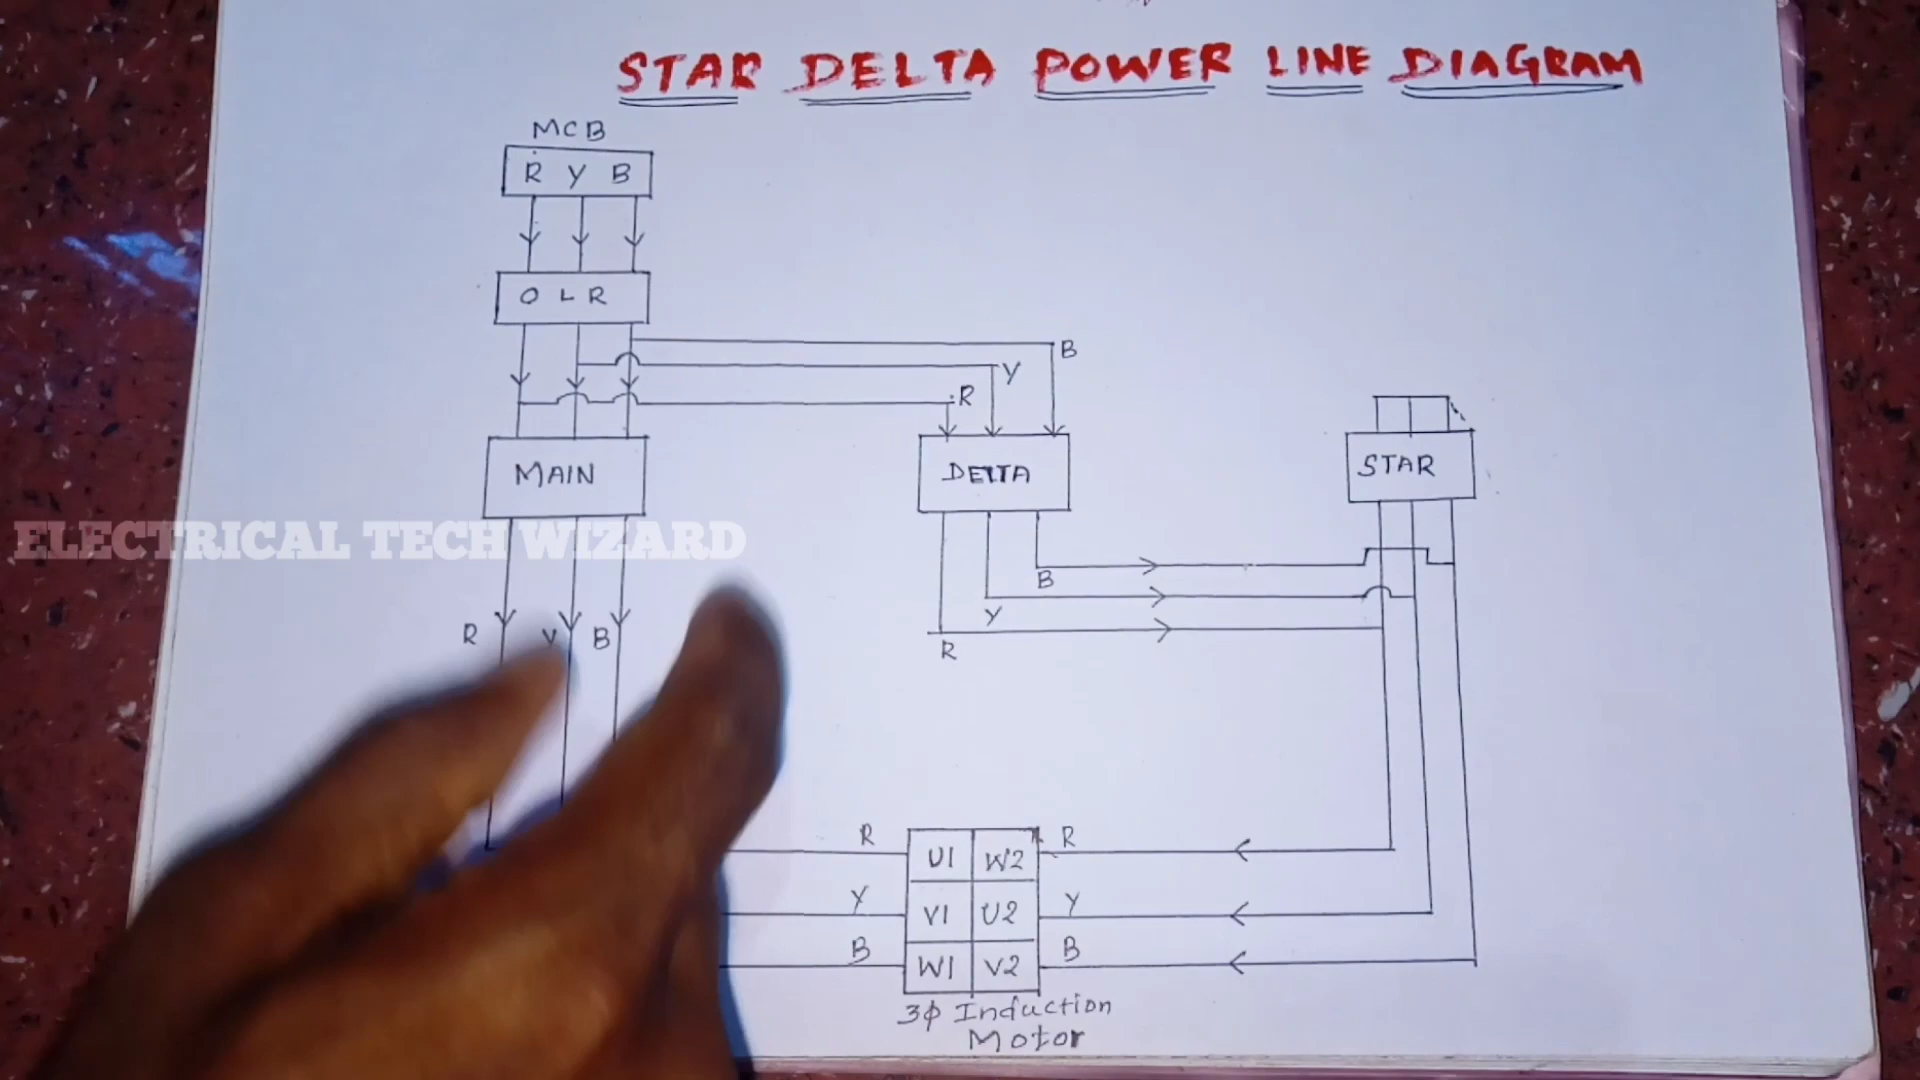 STAR DELTA POWER LINE DIAGRAM
MCB
R Y B
OLR
B
Y
R
MAIN
DELTA
STAR
ELECTRICAL TECH WIZARD
B
Y
R
R Y B
R
U1 W2
R
Y
V1 U2
Y
B
W1 V2
B
3φ Induction
Motor